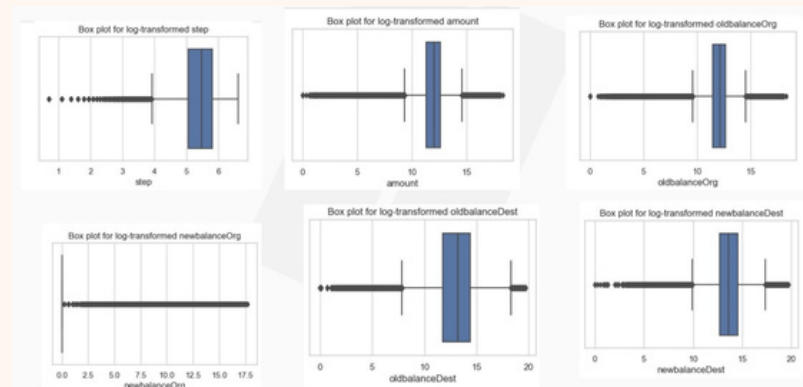 Box plot for log-transformed step
1 2 3 4 5 6
step
Box plot for log-transformed amount
0 5 10 15
amount
Box plot for log-transformed oldbalanceOrg
0 5 10 15
oldbalanceOrg
Box plot for log-transformed newbalanceOrg
0.0 2.5 5.0 7.5 10.0 12.5 15.0 17.5
newbalanceOrg
Box plot for log-transformed oldbalanceDest
0 5 10 15 20
oldbalanceDest
Box plot for log-transformed newbalanceDest
0 5 10 15 20
newbalanceDest